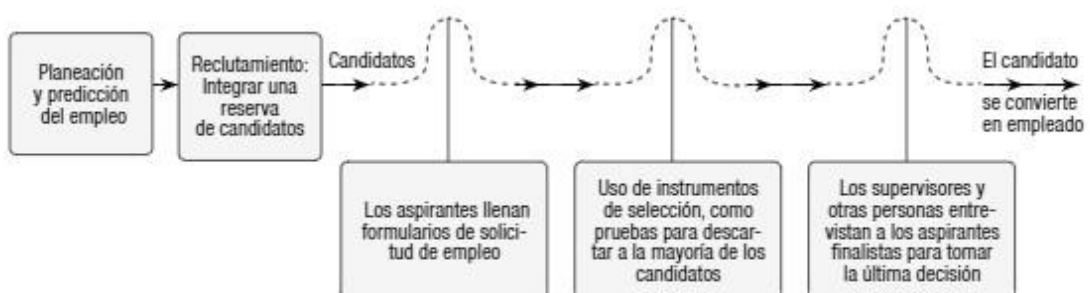 Planeación
y predicción
del empleo
Reclutamiento:
Integrar una
reserva
de candidatos
Candidatos
Los aspirantes llenan
formularios de solici-
tud de empleo
Uso de instrumentos
de selección, como
pruebas para descar-
tar a la mayoría de los
candidatos
Los supervisores y
otras personas entre-
vistan a los aspirantes
finalistas para tomar
la última decisión
El candidato
se convierte
en empleado